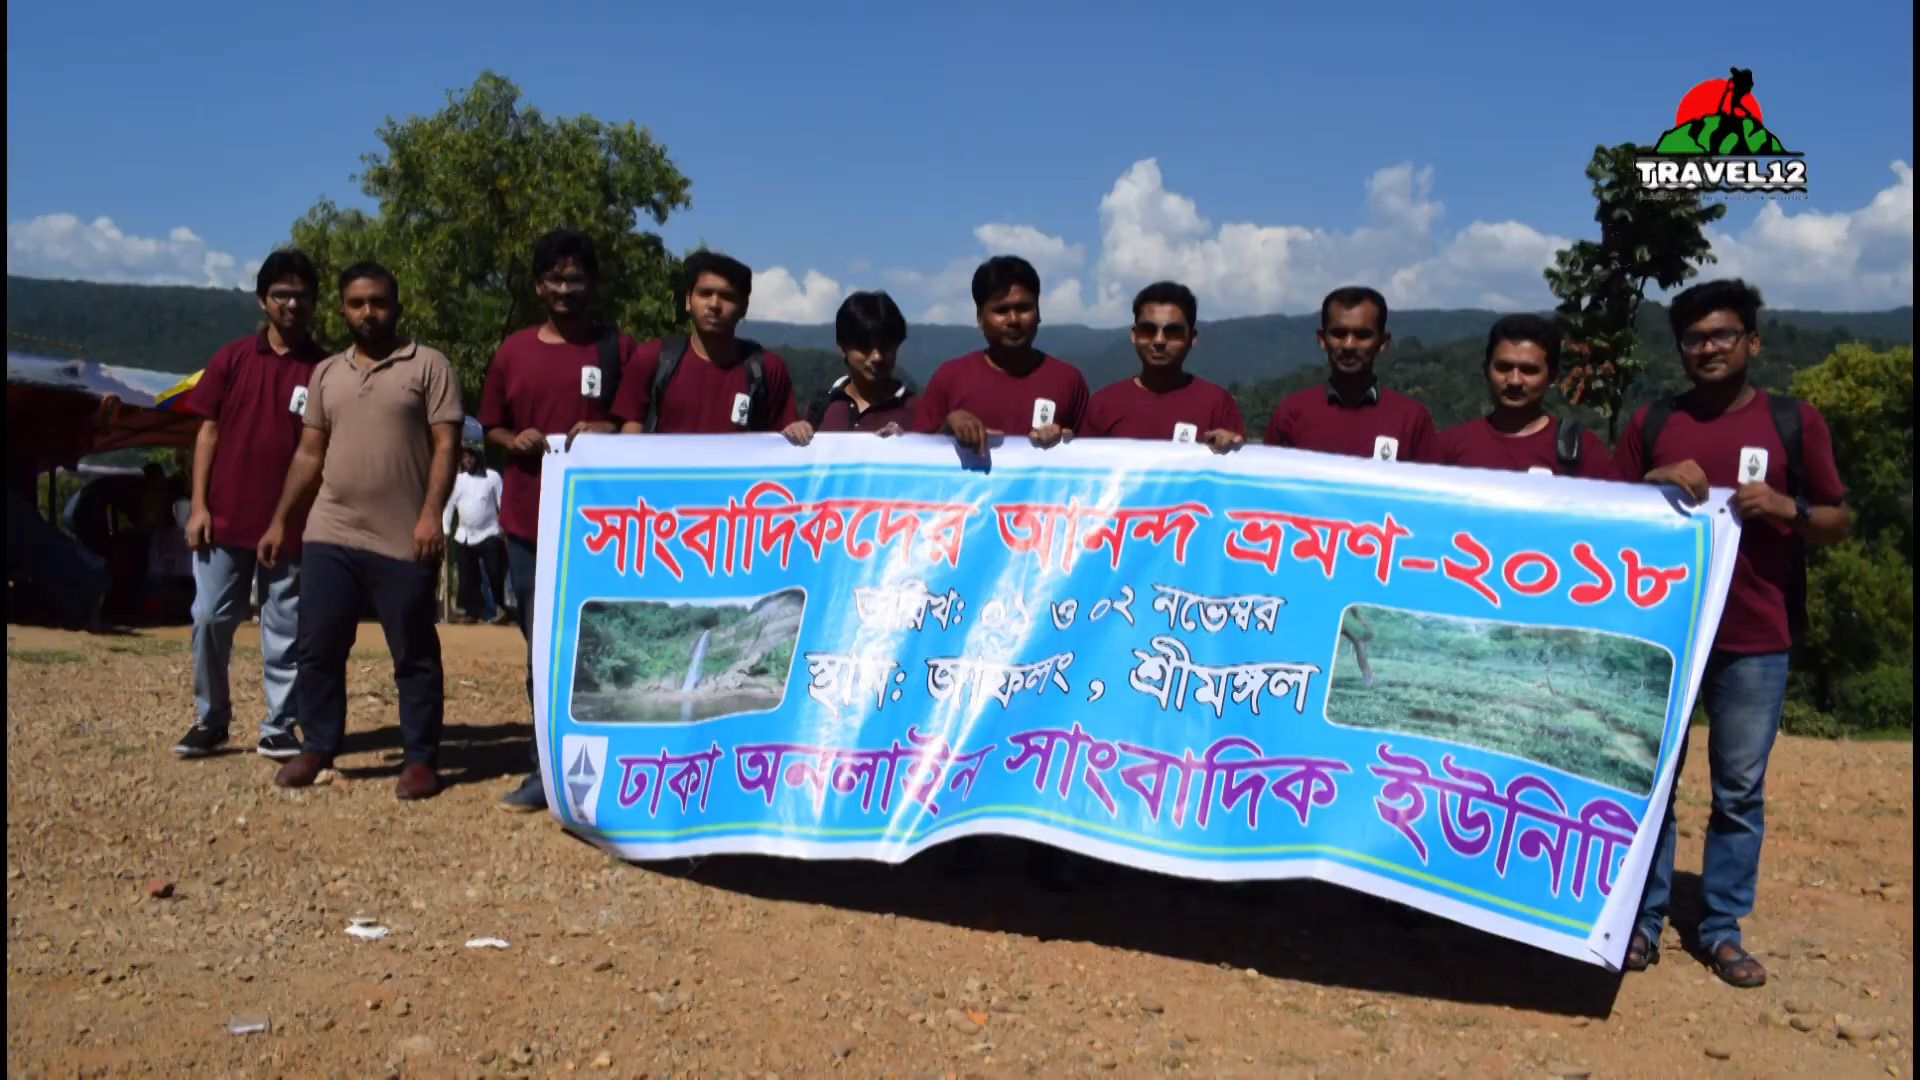 TRAVEL12
সাংবাদিকদের আনন্দ ভ্রমণ-২০১৮
তারিখ: ০১ ও ০২ নভেম্বর
স্থান: জাফলং, শ্রীমঙ্গল
ঢাকা অনলাইন সাংবাদিক ইউনিটি